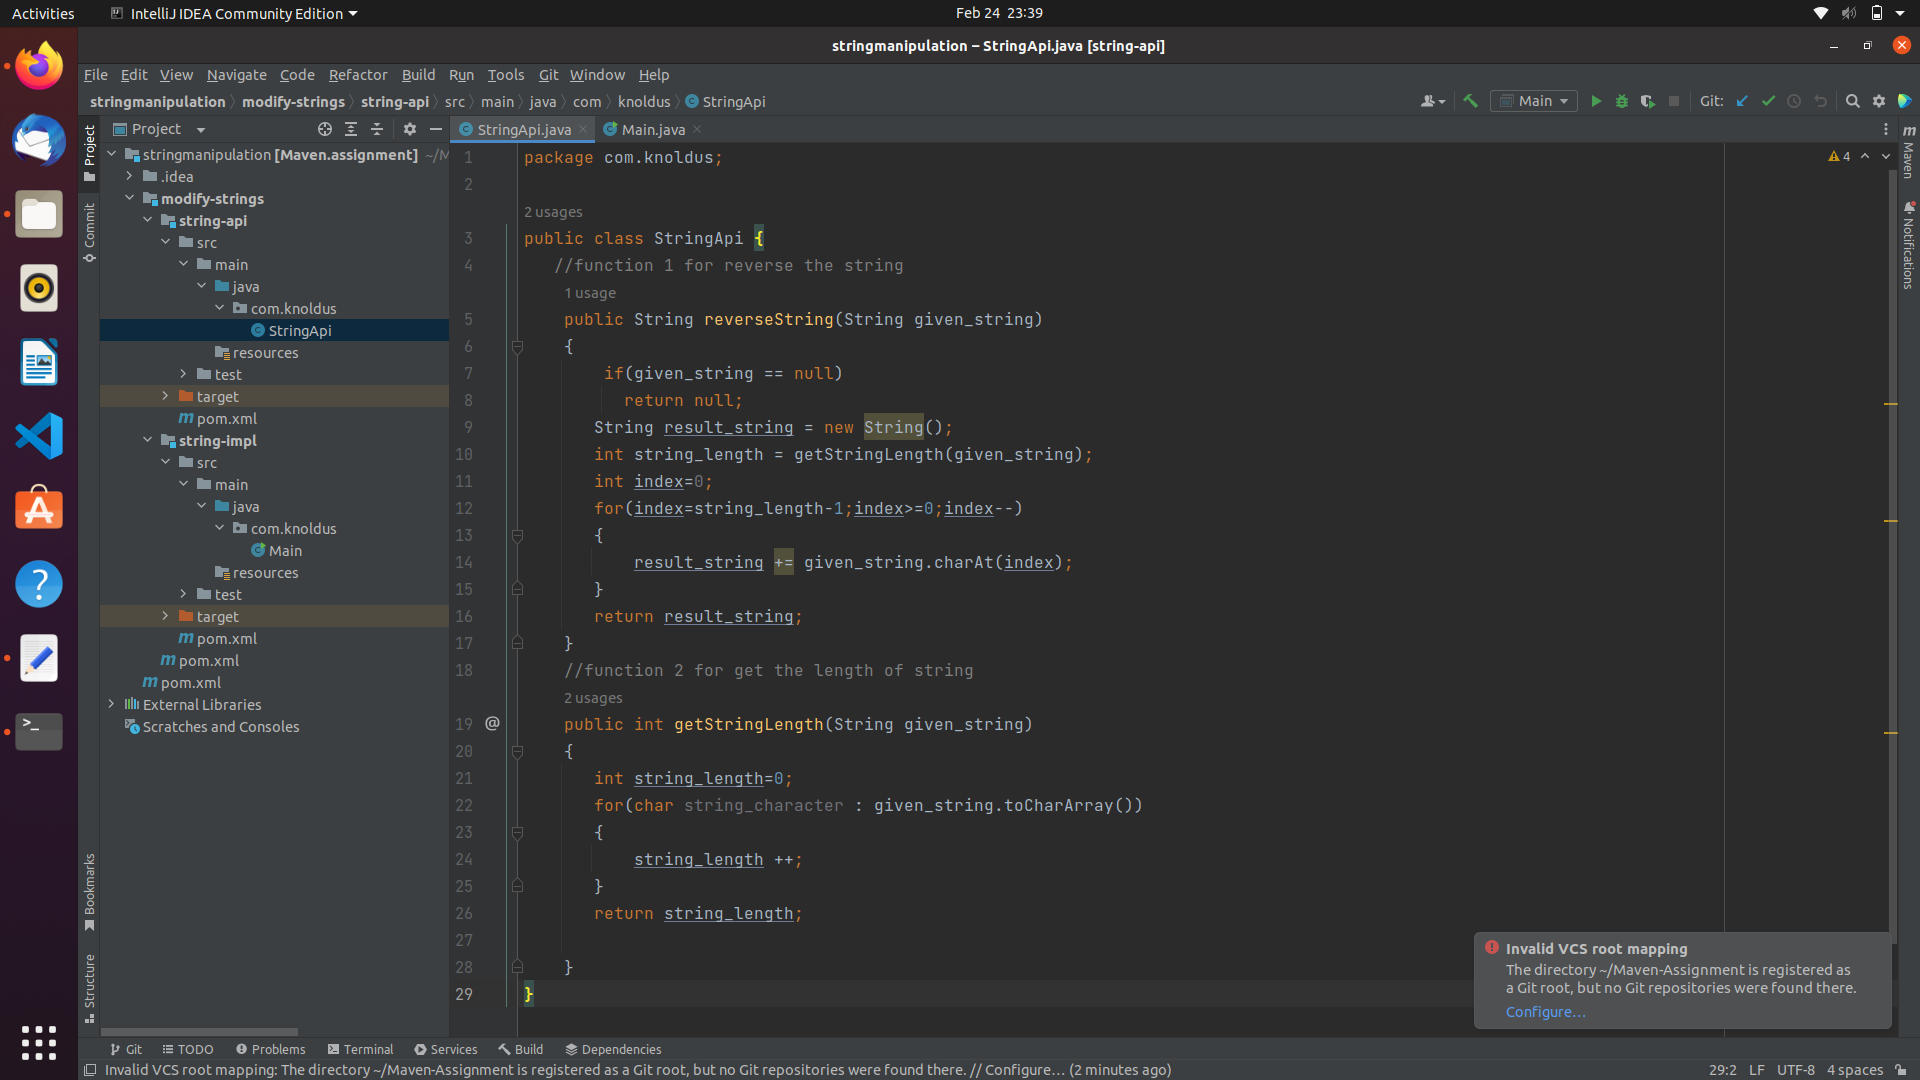 Activities
IntelliJ IDEA Community Edition
Feb 24 23:39
stringmanipulation – StringApi.java [string-api]
File Edit View Navigate Code Refactor Build Run Tools Git Window Help
stringmanipulation modify-strings string-api src main java com knoldus StringApi
Main
Git:
Project
StringApi.java
Main.java
Project
Commit
Bookmarks
Structure
stringmanipulation [Maven.assignment] ~/M
.idea
modify-strings
string-api
src
main
java
com.knoldus
StringApi
resources
test
target
pom.xml
string-impl
src
main
java
com.knoldus
Main
resources
test
target
pom.xml
pom.xml
pom.xml
External Libraries
Scratches and Consoles
1 package com.knoldus;
2
2 usages
3 public class StringApi {
4 //function 1 for reverse the string
1 usage
5 public String reverseString(String given_string)
6 {
7 if(given_string == null)
8 return null;
9 String result_string = new String();
10 int string_length = getStringLength(given_string);
11 int index=0;
12 for(index=string_length-1;index>=0;index--)
13 {
14 result_string += given_string.charAt(index);
15 }
16 return result_string;
17 }
18 //function 2 for get the length of string
2 usages
19 @ public int getStringLength(String given_string)
20 {
21 int string_length=0;
22 for(char string_character : given_string.toCharArray())
23 {
24 string_length ++;
25 }
26 return string_length;
27
28 }
29 }
4
m
Maven
Notifications
Invalid VCS root mapping
The directory ~/Maven-Assignment is registered as
a Git root, but no Git repositories were found there.
Configure...
Git TODO Problems Terminal Services Build Dependencies
Invalid VCS root mapping: The directory ~/Maven-Assignment is registered as a Git root, but no Git repositories were found there. // Configure... (2 minutes ago)
29:2 LF UTF-8 4 spaces